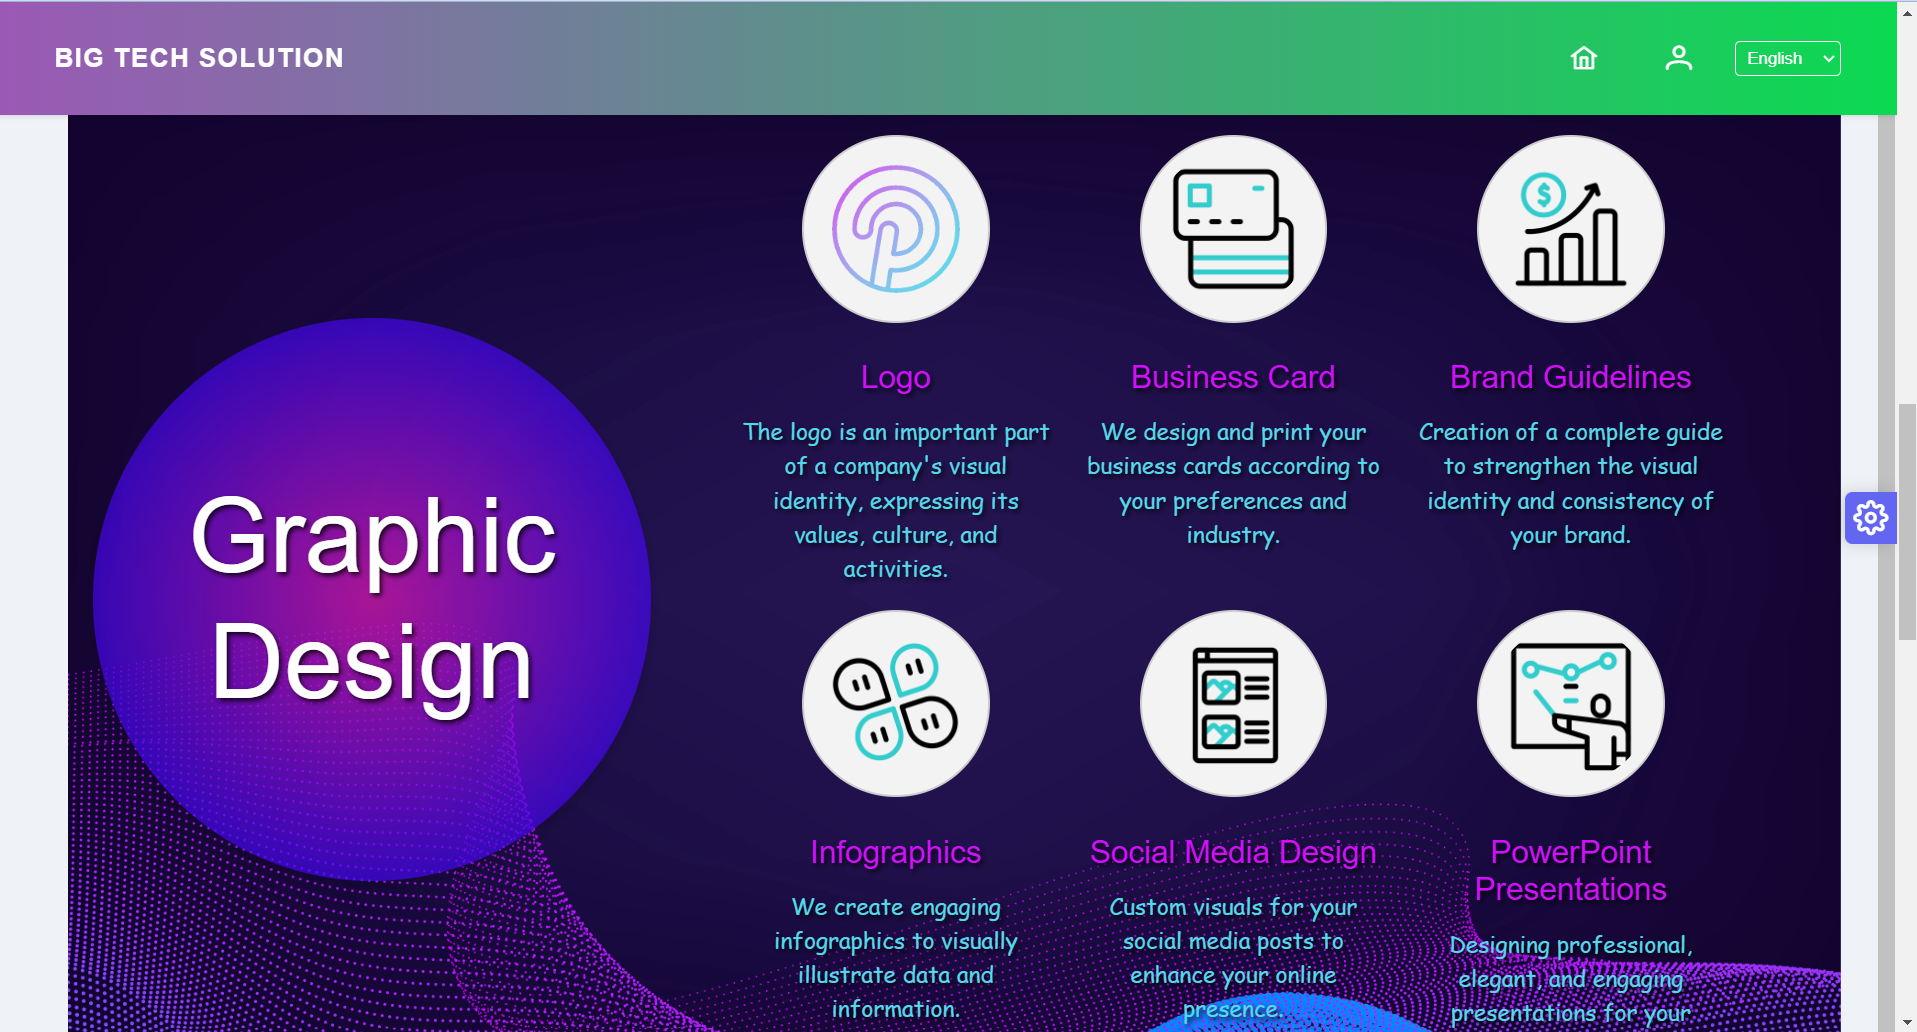 BIG TECH SOLUTION
English
Graphic
Design
Logo
The logo is an important part
of a company's visual
identity, expressing its
values, culture, and
activities.
Business Card
We design and print your
business cards according to
your preferences and
industry.
$
Brand Guidelines
Creation of a complete guide
to strengthen the visual
identity and consistency of
your brand.
Infographics
We create engaging
infographics to visually
illustrate data and
information.
Social Media Design
Custom visuals for your
social media posts to
enhance your online
presence.
PowerPoint
Presentations
Designing professional,
elegant, and engaging
presentations for your